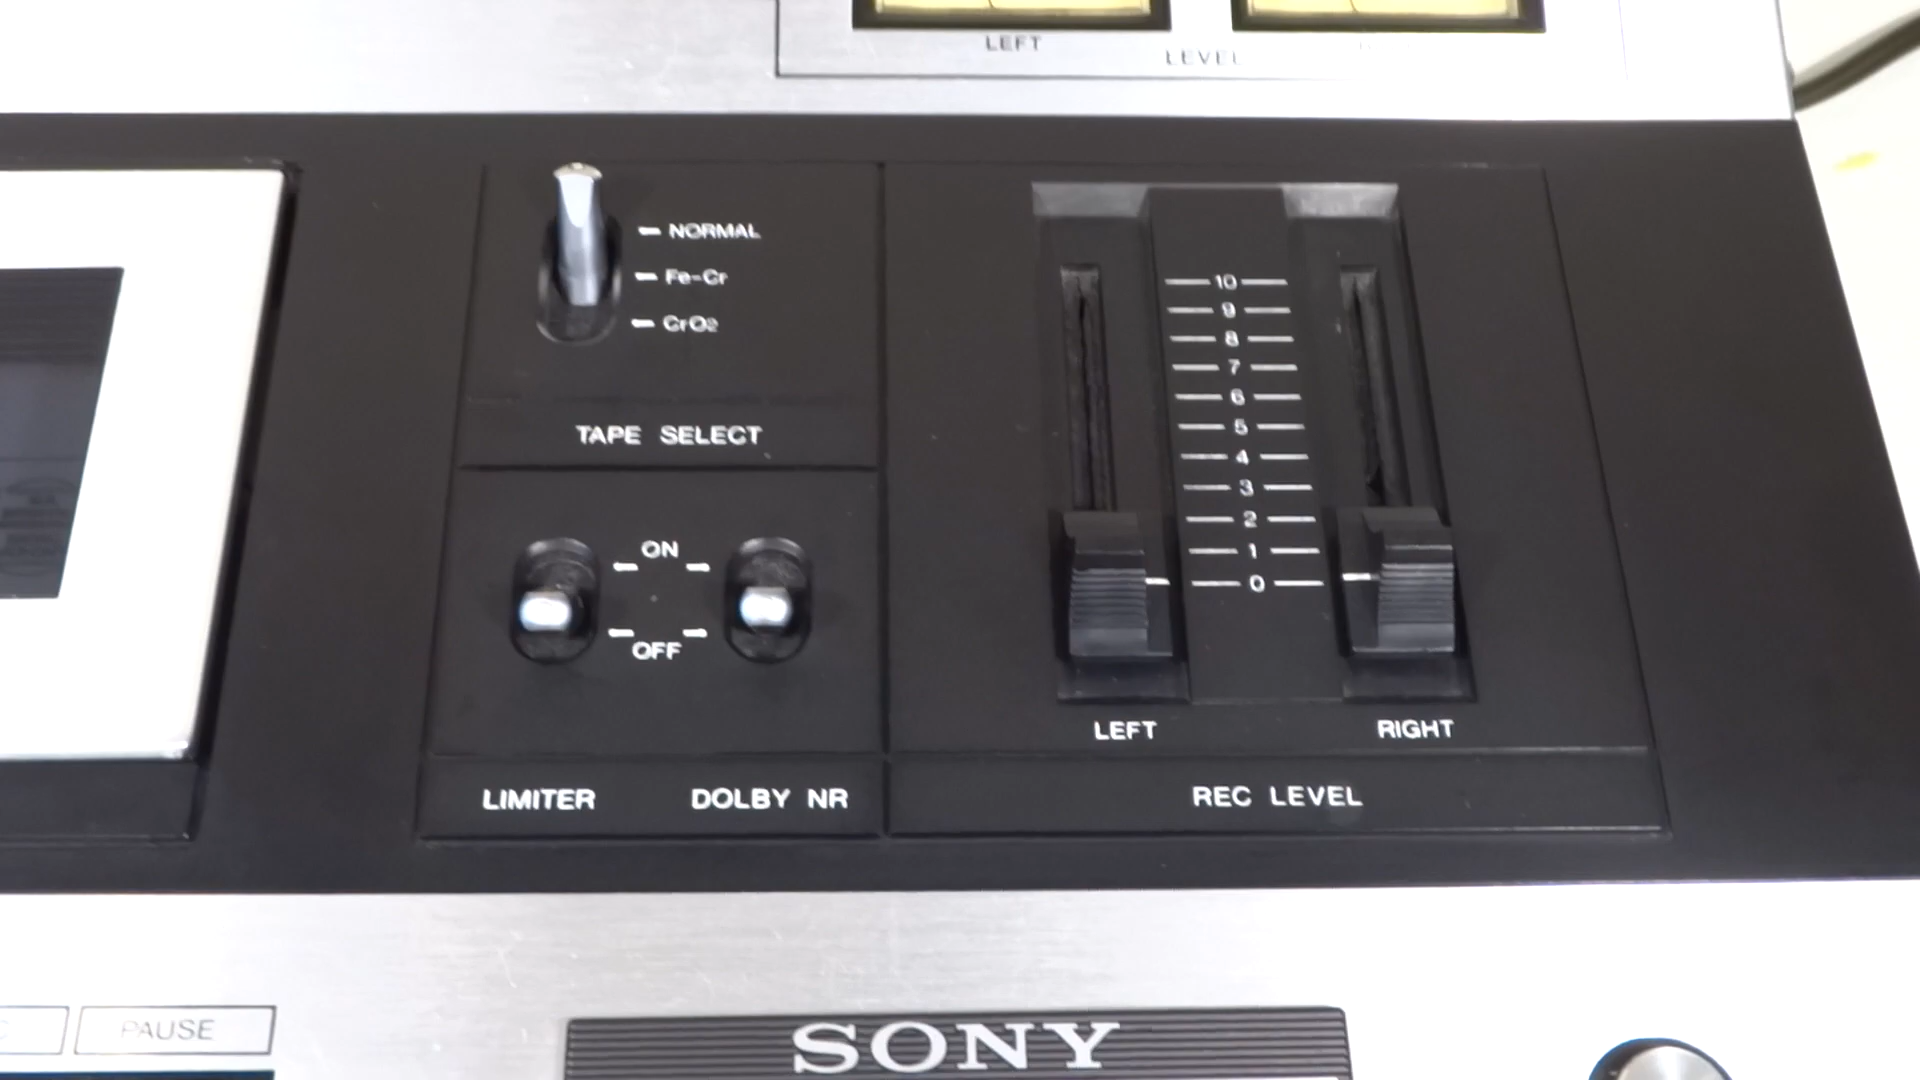 LEFT
LEVEL
NORMAL
Fe-Cr
CrO2
TAPE SELECT
ON
OFF
LIMITER DOLBY NR
10
9
8
7
6
5
4
3
2
1
0
LEFT RIGHT
REC LEVEL
PAUSE
SONY